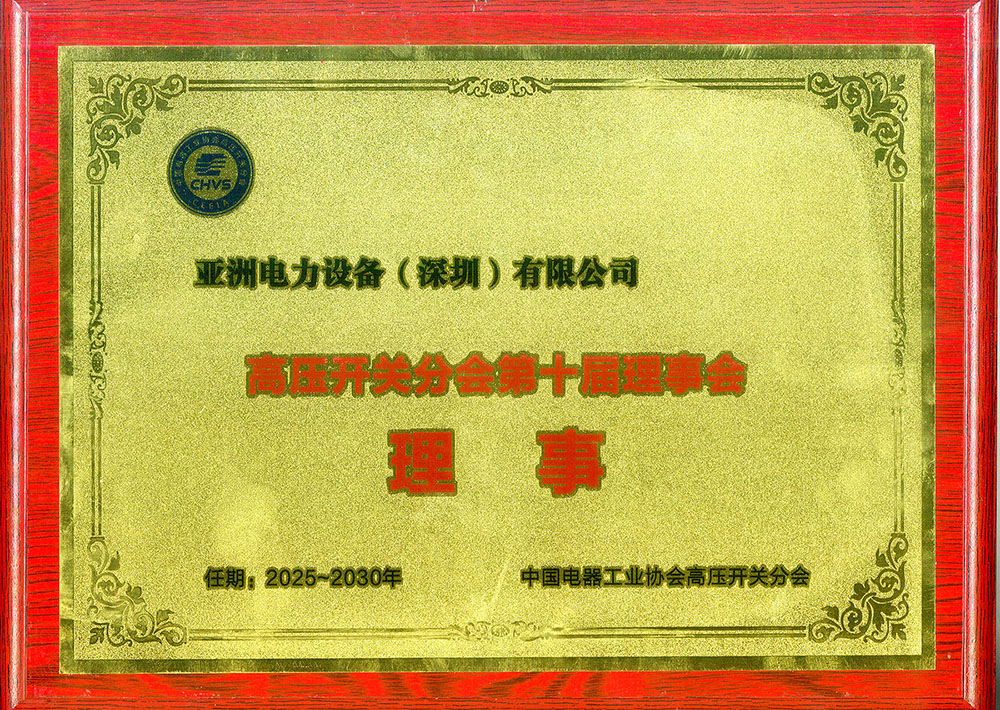 CHVS
亚洲电力设备（深圳）有限公司
高压开关分会第十届理事会
理 事
任期：2025~2030年
中国电器工业协会高压开关分会